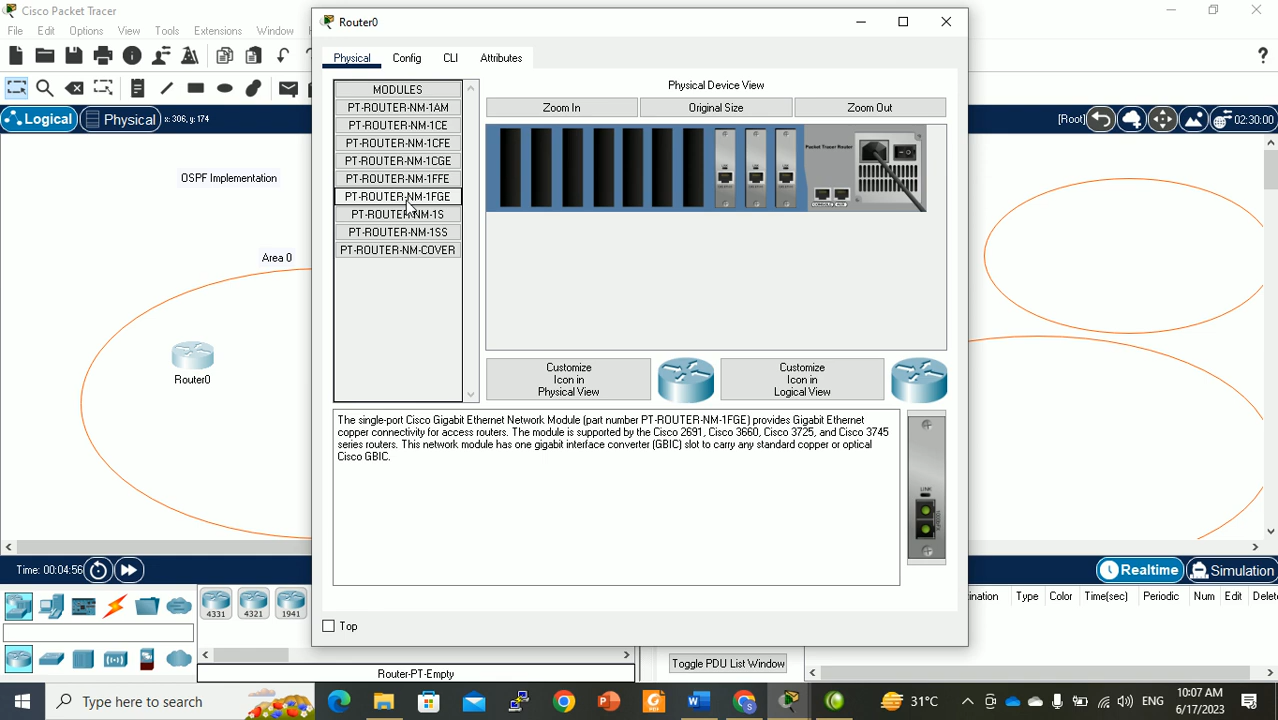 Cisco Packet Tracer
File Edit Options View Tools Extensions Window
Router0
Physical Config CLI Attributes
MODULES
PT-ROUTER-NM-1AM
PT-ROUTER-NM-1CE
PT-ROUTER-NM-1CFE
PT-ROUTER-NM-1CGE
PT-ROUTER-NM-1FFE
PT-ROUTER-NM-1FGE
PT-ROUTER-NM-1S
PT-ROUTER-NM-1SS
PT-ROUTER-NM-COVER
Physical Device View
Zoom In Original Size Zoom Out
Packet Tracer Router
Customize
Icon in
Physical View
Customize
Icon in
Logical View
The single-port Cisco Gigabit Ethernet Network Module (part number PT-ROUTER-NM-1FGE) provides Gigabit Ethernet
copper connectivity for access routers. The module is supported by the Cisco 2691, Cisco 3660, Cisco 3725, and Cisco 3745
series routers. This network module has one gigabit interface converter (GBIC) slot to carry any standard copper or optical
Cisco GBIC.
LINK
Top
Logical Physical x: 306, y: 174
[Root] 02:30:00
OSPF Implementation
Area 0
Router0
Time: 00:04:56
Realtime Simulation
4331 4321 1941
Router-PT-Empty
Toggle PDU List Window
ination Type Color Time(sec) Periodic Num Edit Delet
Type here to search
31°C
ENG
10:07 AM
6/17/2023